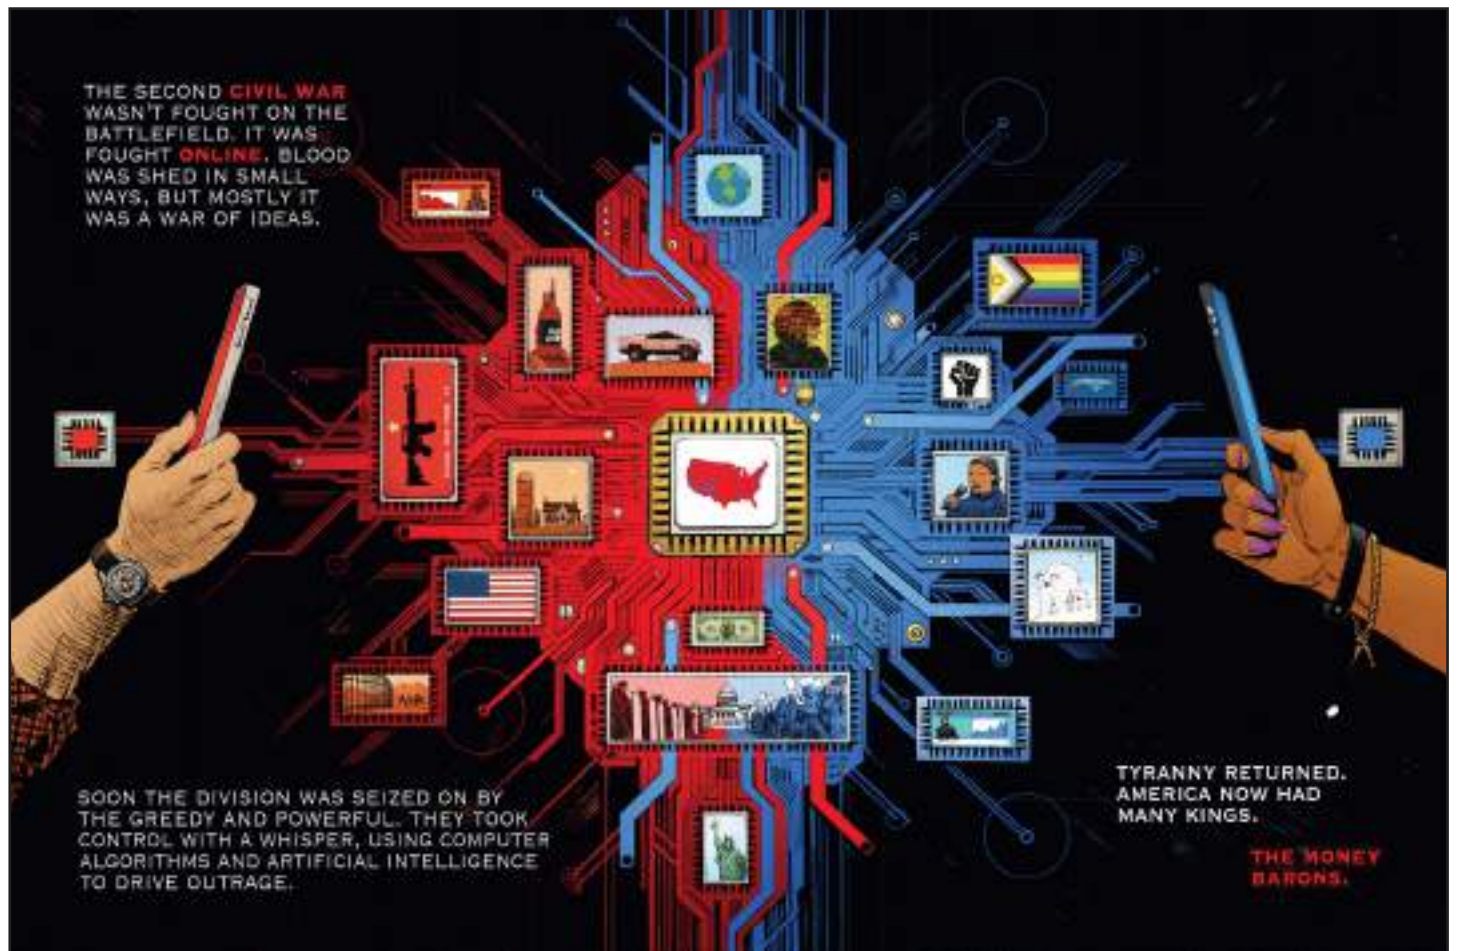 THE SECOND CIVIL WAR
WASN'T FOUGHT ON THE
BATTLEFIELD. IT WAS
FOUGHT ONLINE. BLOOD
WAS SHED IN SMALL
WAYS, BUT MOSTLY IT
WAS A WAR OF IDEAS.
SOON THE DIVISION WAS SEIZED ON BY
THE GREEDY AND POWERFUL. THEY TOOK
CONTROL WITH A WHISPER, USING COMPUTER
ALGORITHMS AND ARTIFICIAL INTELLIGENCE
TO DRIVE OUTRAGE.
TYRANNY RETURNED.
AMERICA NOW HAD
MANY KINGS.
THE MONEY
BARONS.